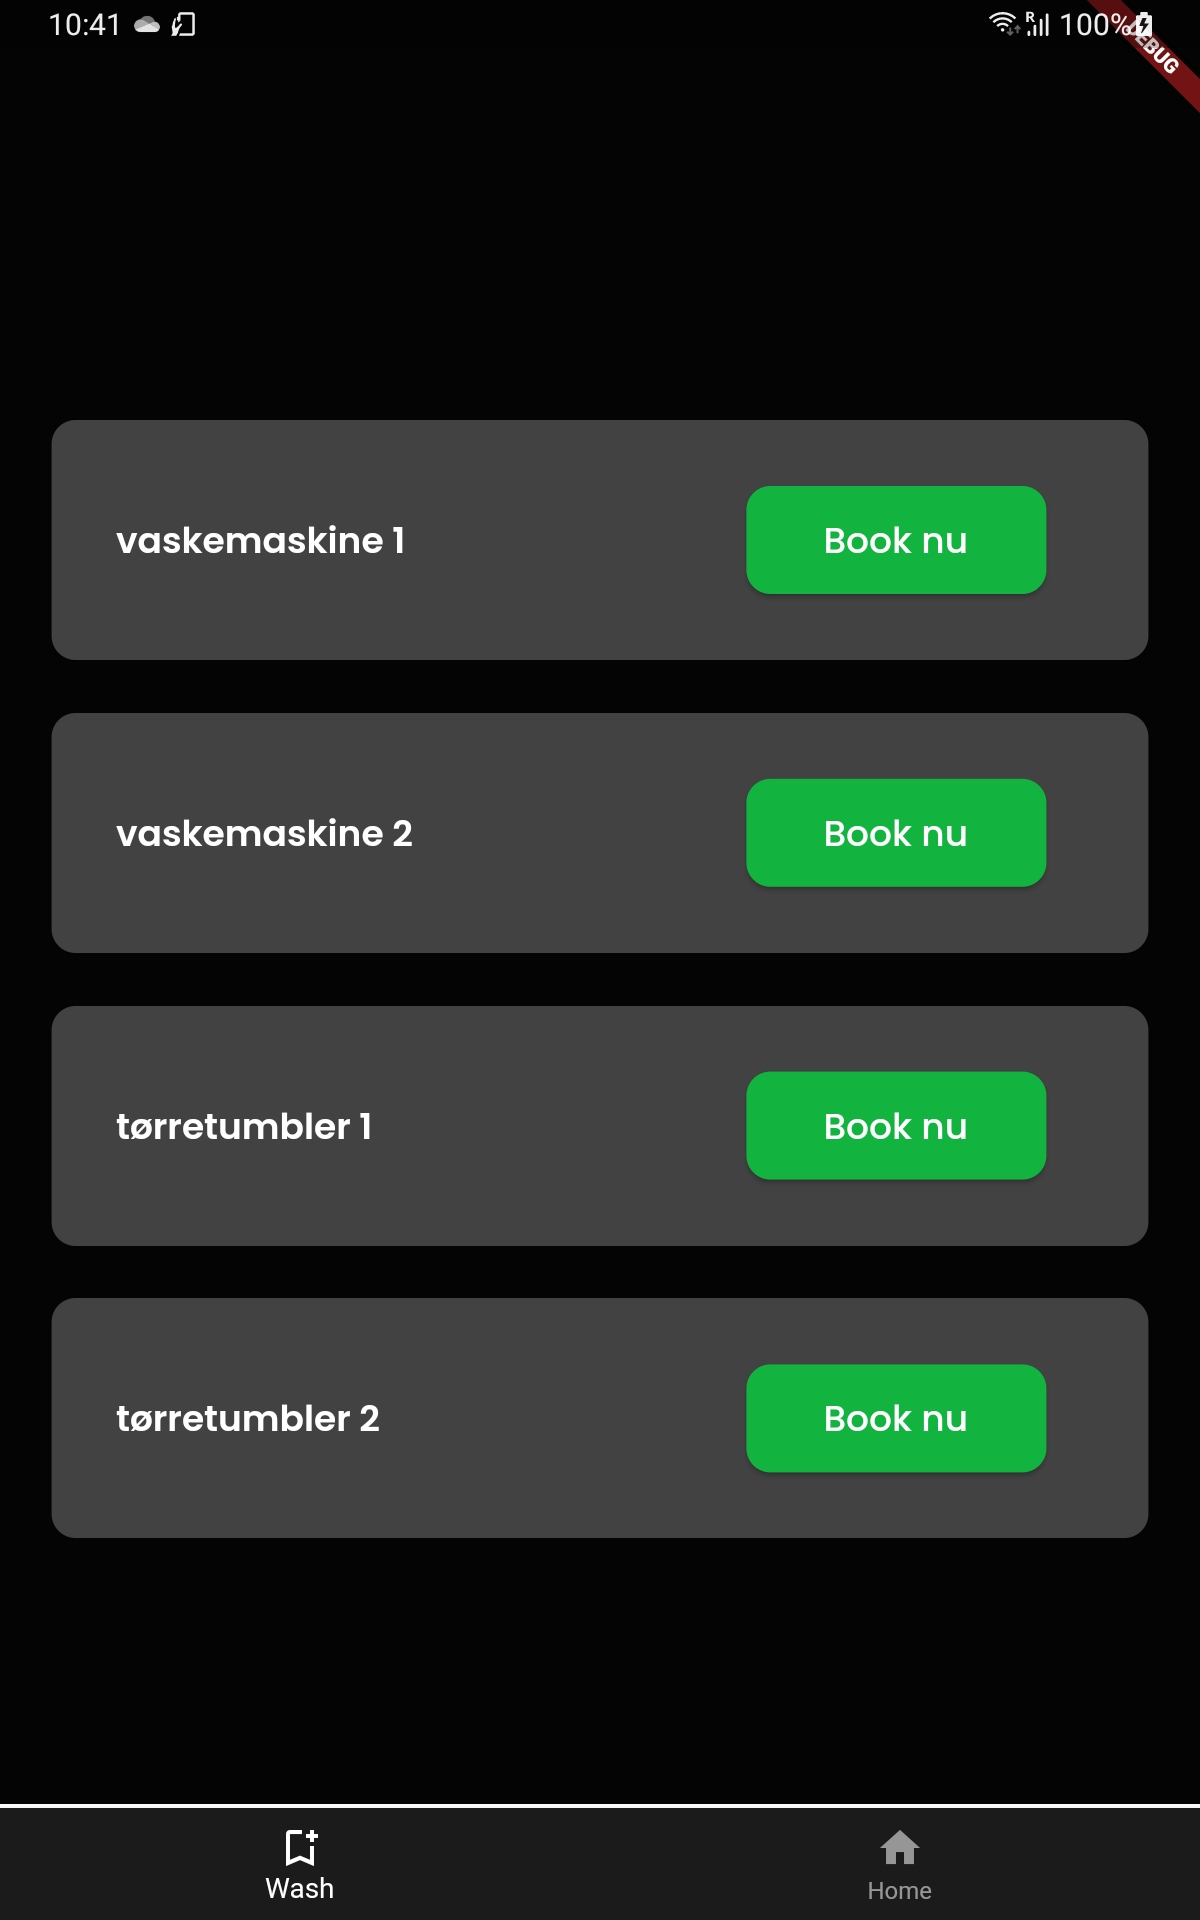 10:41
R 100%
DEBUG
vaskemaskine 1
Book nu
vaskemaskine 2
Book nu
tørretumbler 1
Book nu
tørretumbler 2
Book nu
Wash
Home